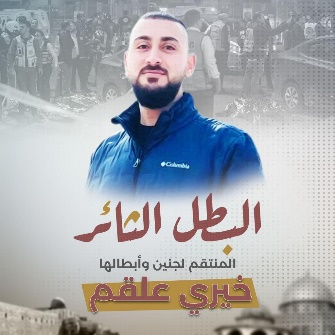 Columbia
البطل الثائر
المنتقم لجنين وأبطالها
خيري علقم